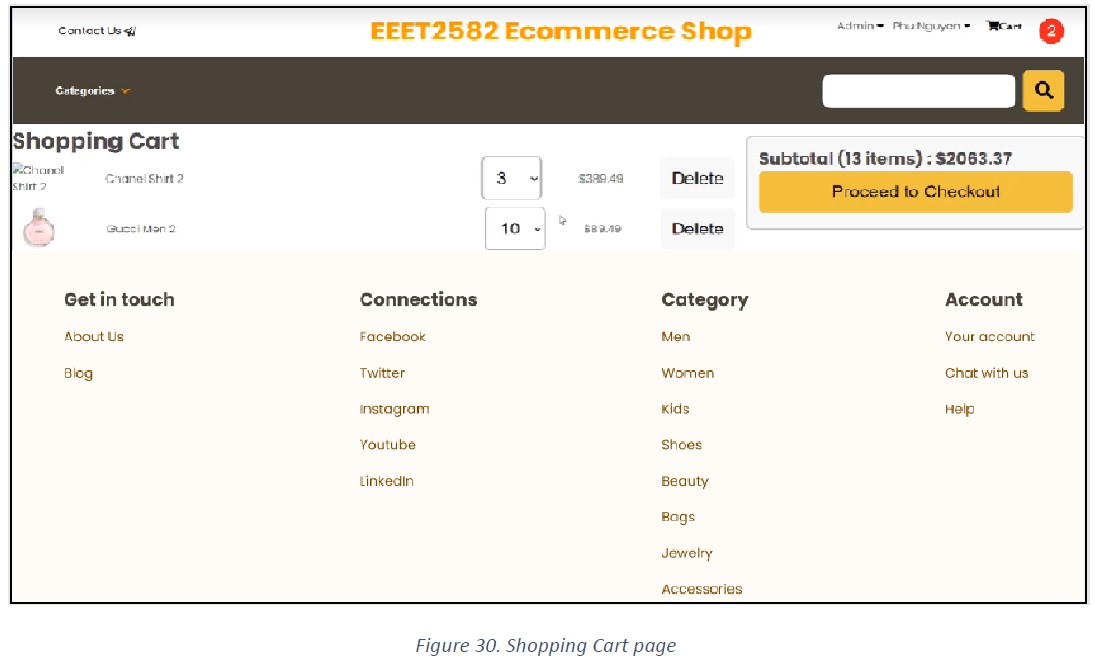 Contact Us
EEET2582 Ecommerce Shop
Admin Phu Nguyen Cart 2
Categories
Shopping Cart
Chanel Shirt 2 Chanel Shirt 2 3 $389.49 Delete
Gucci Men 2 10 $89.49 Delete
Subtotal (13 items) : $2063.37
Proceed to Checkout
Get in touch
About Us
Blog
Connections
Facebook
Twitter
Instagram
Youtube
LinkedIn
Category
Men
Women
Kids
Shoes
Beauty
Bags
Jewelry
Accessories
Account
Your account
Chat with us
Help
Figure 30. Shopping Cart page